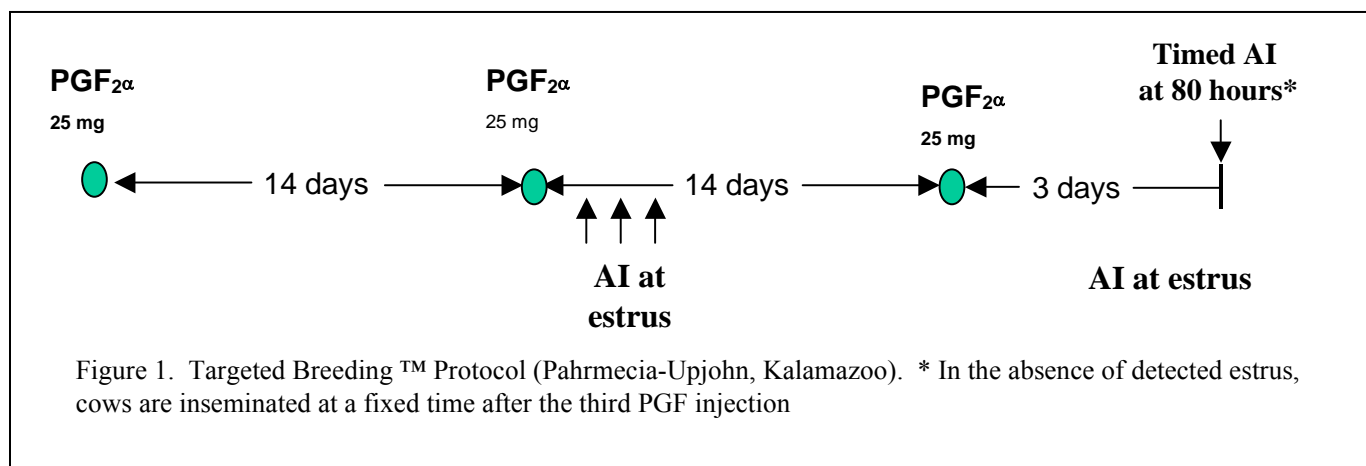 PGF2α
25 mg
PGF2α
25 mg
PGF2α
25 mg
Timed AI
at 80 hours*
14 days
14 days
3 days
AI at
estrus
AI at estrus
Figure 1. Targeted Breeding ™ Protocol (Pahrmecia-Upjohn, Kalamazoo). * In the absence of detected estrus,
cows are inseminated at a fixed time after the third PGF injection